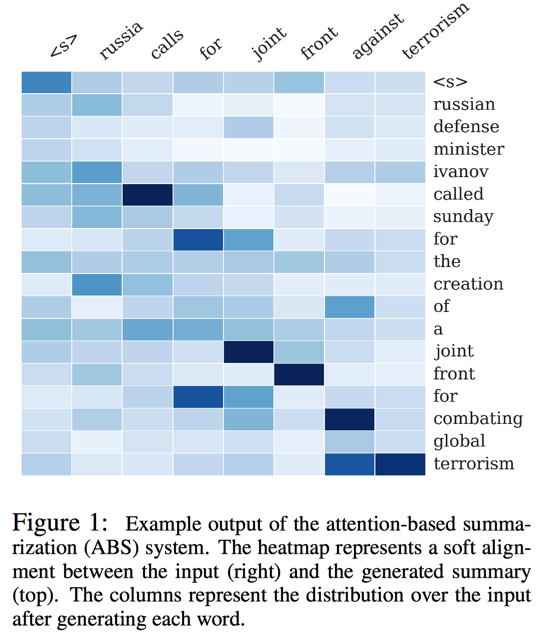 <s> russia calls for joint front against terrorism
<s>
russian
defense
minister
ivanov
called
sunday
for
the
creation
of
a
joint
front
for
combating
global
terrorism
Figure 1: Example output of the attention-based summa-
rization (ABS) system. The heatmap represents a soft align-
ment between the input (right) and the generated summary
(top). The columns represent the distribution over the input
after generating each word.